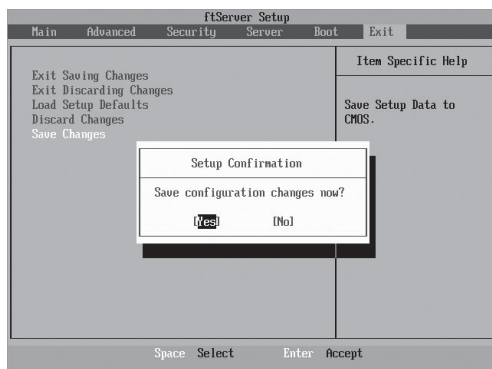 ftServer Setup
Main Advanced Security Server Boot Exit
Item Specific Help
Exit Saving Changes
Exit Discarding Changes
Load Setup Defaults
Discard Changes
Save Changes
Save Setup Data to
CMOS.
Setup Confirmation
Save configuration changes now?
[Yes] [No]
Space Select Enter Accept